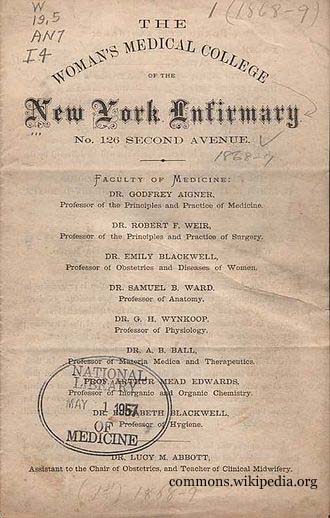 W
19,5
AN7
I4
1 (1868-9)
THE
WOMAN'S MEDICAL COLLEGE
OF THE
New York Infirmary
No. 126 SECOND AVENUE.
1868-9
FACULTY OF MEDICINE:
DR. GODFREY AIGNER,
Professor of the Principles and Practice of Medicine.
DR. ROBERT F. WEIR,
Professor of the Principles and Practice of Surgery.
DR. EMILY BLACKWELL,
Professor of Obstetrics and Diseases of Women.
DR. SAMUEL B. WARD.
Professor of Anatomy.
DR. G. H. WYNKOOP,
Professor of Physiology.
DR. A. B. BALL,
Professor of Materia Medica and Therapeutics.
PROF. ARTHUR MEAD EDWARDS,
Professor of Inorganic and Organic Chemistry.
DR. ELIZABETH BLACKWELL,
Professor of Hygiene.
NATIONAL
LIBRARY
MAY 1 1957
OF
MEDICINE
DR. LUCY M. ABBOTT,
Assistant to the Chair of Obstetrics, and Teacher of Clinical Midwifery.
commons.wikipedia.org
1868-9